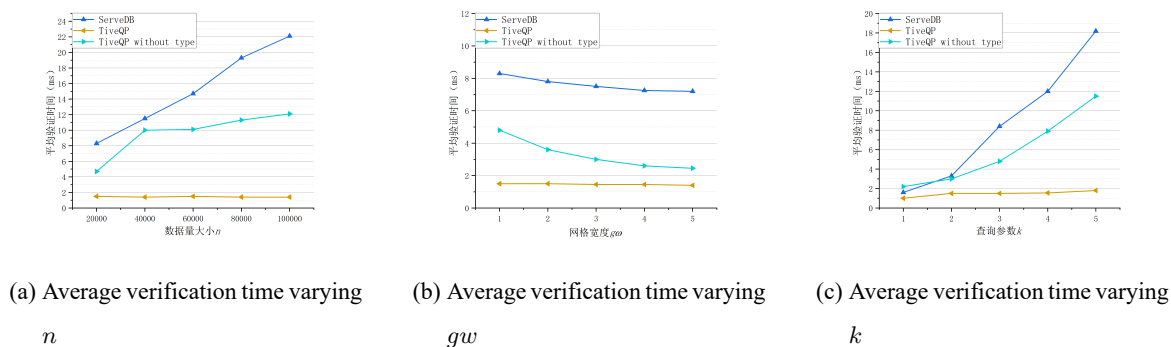 ServeDB
TiveQP
TiveQP without type
平均验证时间 (ms)
24
22
20
18
16
14
12
10
8
6
4
2
0
20000 40000 60000 80000 100000
数据量大小n
ServeDB
TiveQP
TiveQP without type
平均验证时间 (ms)
12
10
8
6
4
2
0
1 2 3 4 5
网格宽度gω
ServeDB
TiveQP
TiveQP without type
平均验证时间 (ms)
20
18
16
14
12
10
8
6
4
2
0
1 2 3 4 5
查询参数k
(a) Average verification time varying
n
(b) Average verification time varying
gw
(c) Average verification time varying
k